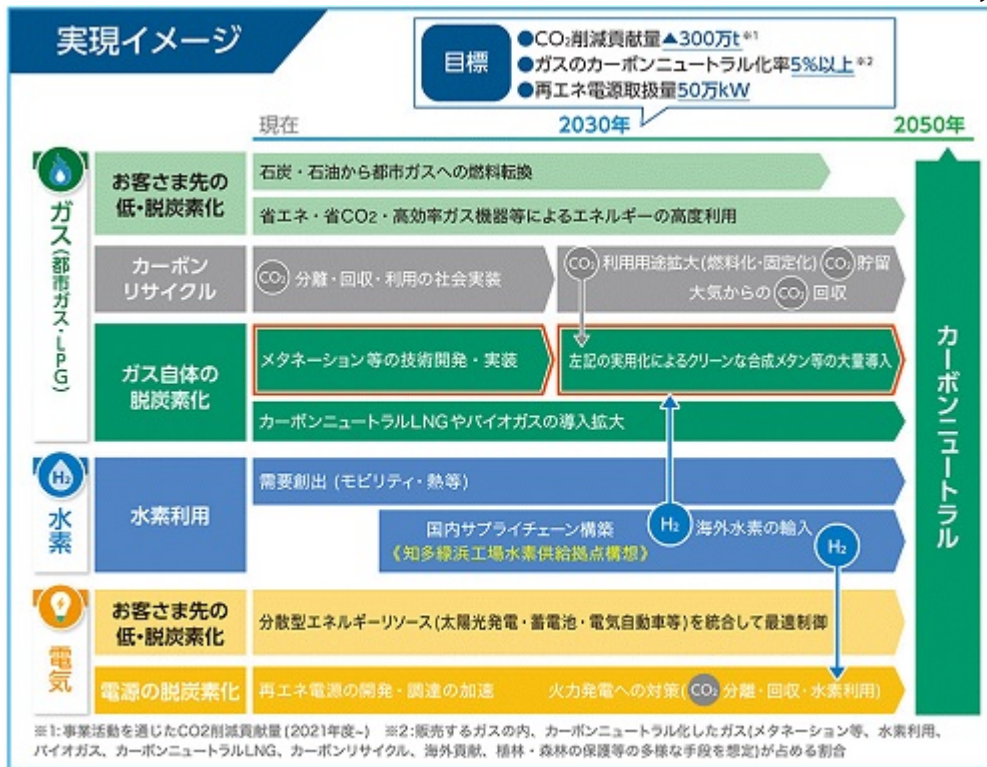 実現イメージ
目標
●CO₂削減貢献量▲300万t※1
●ガスのカーボンニュートラル化率5%以上※2
●再エネ電源取扱量50万kW
現在
2030年
2050年
ガス(都市ガス・LPG)
お客さま先の
低・脱炭素化
石炭・石油から都市ガスへの燃料転換
省エネ・省CO2・高効率ガス機器等によるエネルギーの高度利用
カーボン
リサイクル
CO₂ 分離・回収・利用の社会実装
CO₂ 利用用途拡大(燃料化・固定化) CO₂ 貯留
大気からの CO₂ 回収
ガス自体の
脱炭素化
メタネーション等の技術開発・実装
左記の実用化によるクリーンな合成メタン等の大量導入
カーボンニュートラルLNGやバイオガスの導入拡大
H₂
水素
水素利用
需要創出 (モビリティ・熱等)
国内サプライチェーン構築
《知多緑浜工場水素供給拠点構想》
H₂
海外水素の輸入
H₂
電気
お客さま先の
低・脱炭素化
分散型エネルギーリソース(太陽光発電・蓄電池・電気自動車等)を統合して最適制御
電源の脱炭素化
再エネ電源の開発・調達の加速
火力発電への対策( CO₂ 分離・回収・水素利用)
カーボンニュートラル
※1:事業活動を通じたCO2削減貢献量(2021年度~) ※2:販売するガスの内、カーボンニュートラル化したガス(メタネーション等、水素利用、
バイオガス、カーボンニュートラルLNG、カーボンリサイクル、海外貢献、植林・森林の保護等の多様な手段を想定)が占める割合